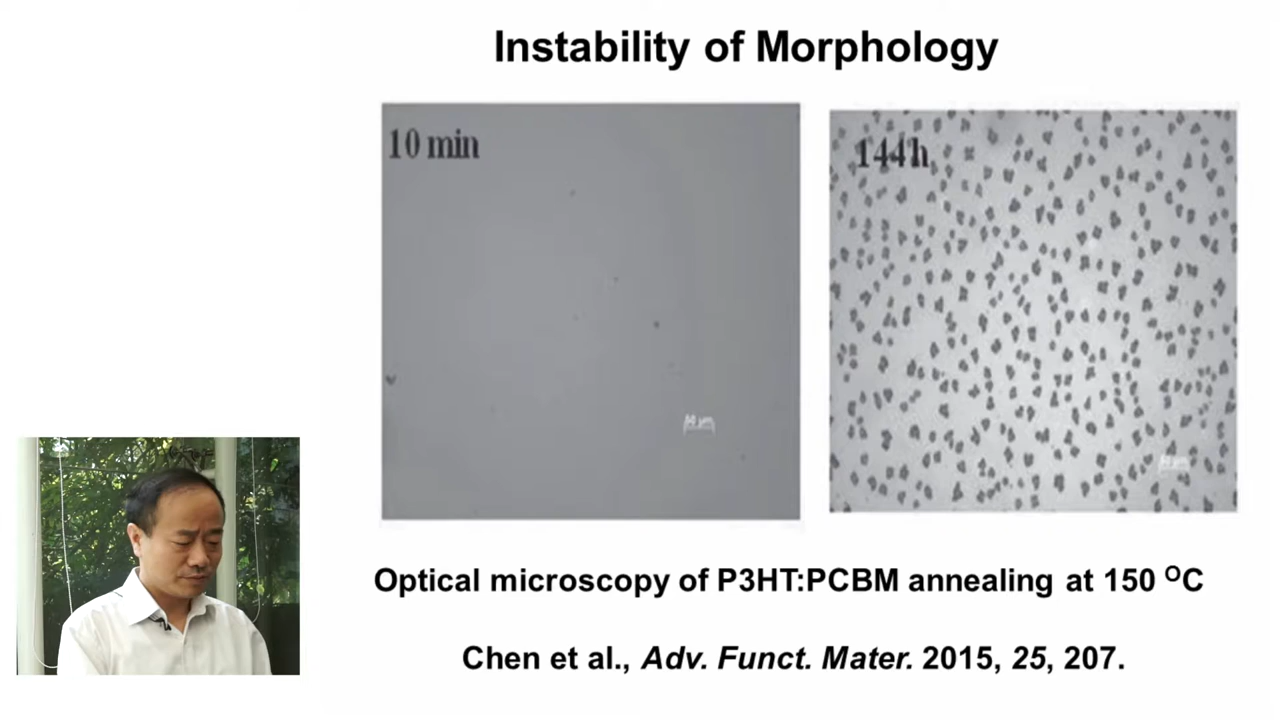 Instability of Morphology
10 min
144h
Optical microscopy of P3HT:PCBM annealing at 150 ᴼC
Chen et al., Adv. Funct. Mater. 2015, 25, 207.